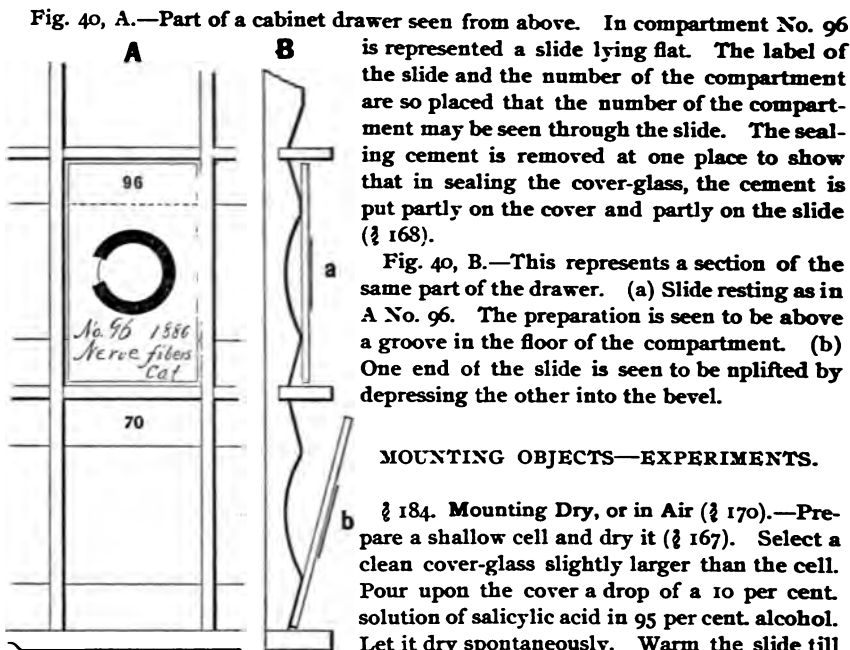 Fig. 40, A.—Part of a cabinet drawer seen from above. In compartment No. 96
is represented a slide lying flat. The label of
the slide and the number of the compartment
are so placed that the number of the compart-
ment may be seen through the slide. The seal-
ing cement is removed at one place to show
that in sealing the cover-glass, the cement is
put partly on the cover and partly on the slide
(§ 168).
Fig. 40, B.—This represents a section of the
same part of the drawer. (a) Slide resting as in
A No. 96. The preparation is seen to be above
a groove in the floor of the compartment. (b)
One end of the slide is seen to be nplifted by
depressing the other into the bevel.
A
B
96
No. 96 1886
Nerve fibers
Cat
70
a
b
MOUNTING OBJECTS—EXPERIMENTS.
§ 184. Mounting Dry, or in Air (§ 170).—Pre-
pare a shallow cell and dry it (§ 167). Select a
clean cover-glass slightly larger than the cell.
Pour upon the cover a drop of a 10 per cent.
solution of salicylic acid in 95 per cent. alcohol.
Let it dry spontaneously. Warm the slide till